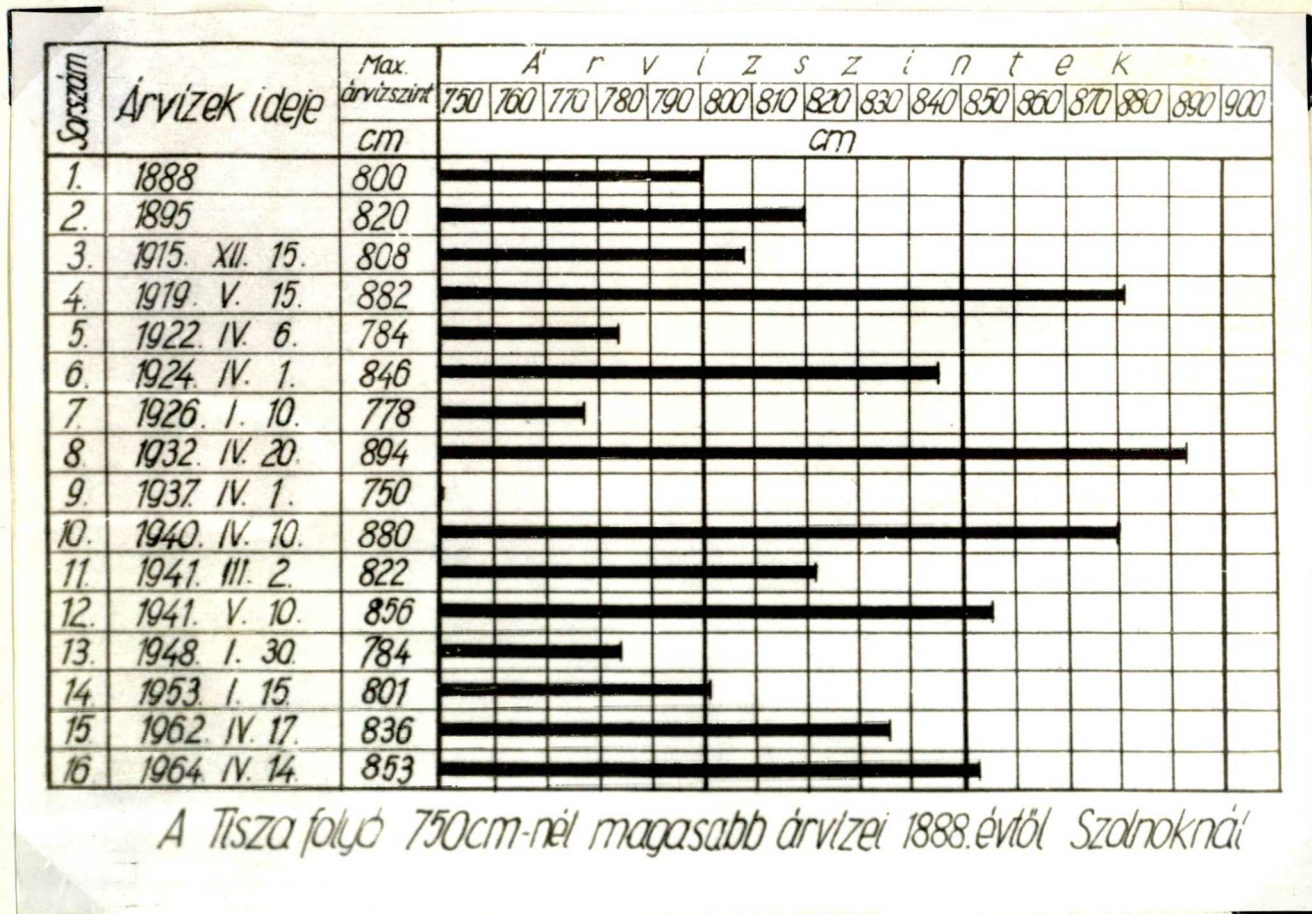 Sorszám Árvizek ideje Max. árvízszint cm Árvízszintek
750 760 770 780 790 800 810 820 830 840 850 860 870 880 890 900
cm
1. 1888 800
2. 1895 820
3. 1915. XII. 15. 808
4. 1919. V. 15. 882
5. 1922. IV. 6. 784
6. 1924. IV. 1. 846
7. 1926. I. 10. 778
8. 1932. IV. 20. 894
9. 1937. IV. 1. 750
10. 1940. IV. 10. 880
11. 1941. III. 2. 822
12. 1941. V. 10. 856
13. 1948. I. 30. 784
14. 1953. I. 15. 801
15. 1962. IV. 17. 836
16. 1964. IV. 14. 853
A Tisza folyó 750cm-nél magasabb árvizei 1888.évtől Szolnoknál